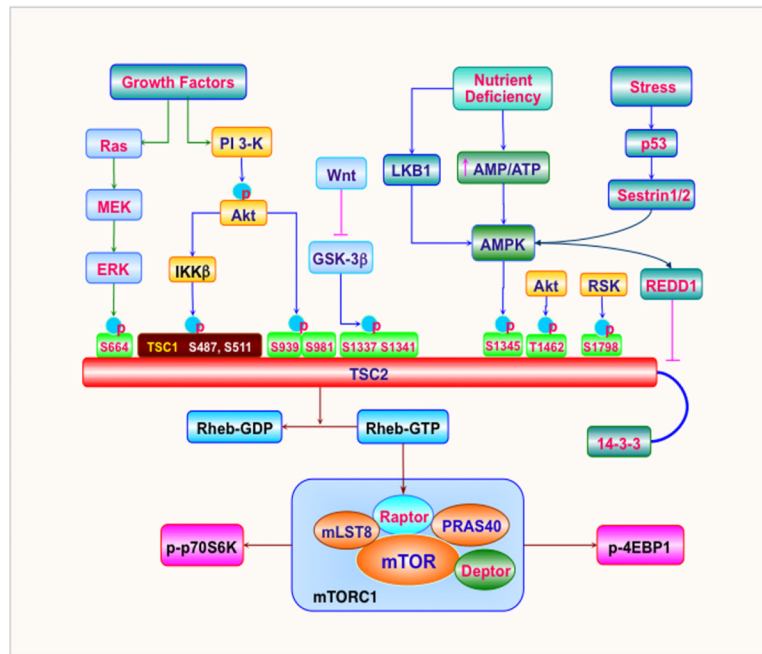 Growth Factors
Nutrient
Deficiency
Stress
Ras
PI 3-K
p53
Wnt
LKB1
↑ AMP/ATP
p
MEK
Akt
Sestrin1/2
AMPK
GSK-3β
ERK
IKKβ
Akt
RSK
REDD1
p
p
p
p
p
p
p
S664
TSC1 S487, S511
S939
S981
S1337 S1341
S1345
T1462
S1798
TSC2
Rheb-GDP
Rheb-GTP
14-3-3
Raptor
mLST8
PRAS40
p-p70S6K
mTOR
p-4EBP1
Deptor
mTORC1